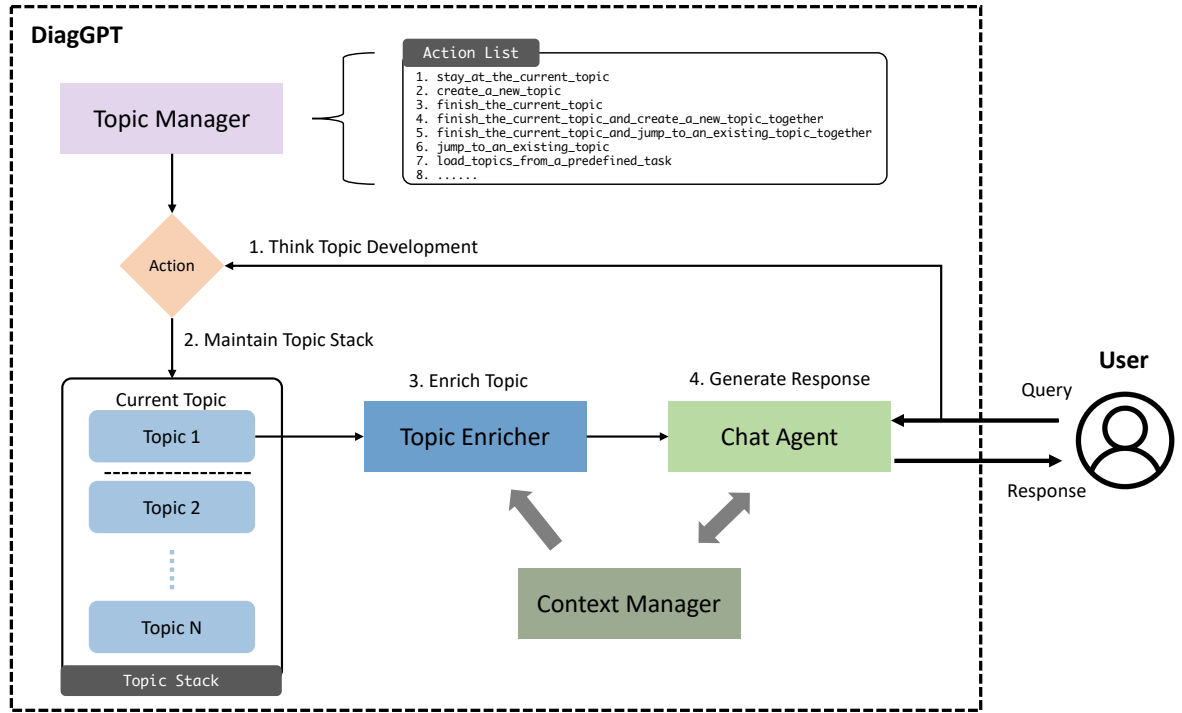 DiagGPT
Action List
Topic Manager
1. stay_at_the_current_topic
2. create_a_new_topic
3. finish_the_current_topic
4. finish_the_current_topic_and_create_a_new_topic_together
5. finish_the_current_topic_and_jump_to_an_existing_topic_together
6. jump_to_an_existing_topic
7. load_topics_from_a_predefined_task
8. ......
1. Think Topic Development
Action
2. Maintain Topic Stack
User
3. Enrich Topic
4. Generate Response
Query
Current Topic
Topic 1
Topic Enricher
Chat Agent
Response
Topic 2
Context Manager
Topic N
Topic Stack